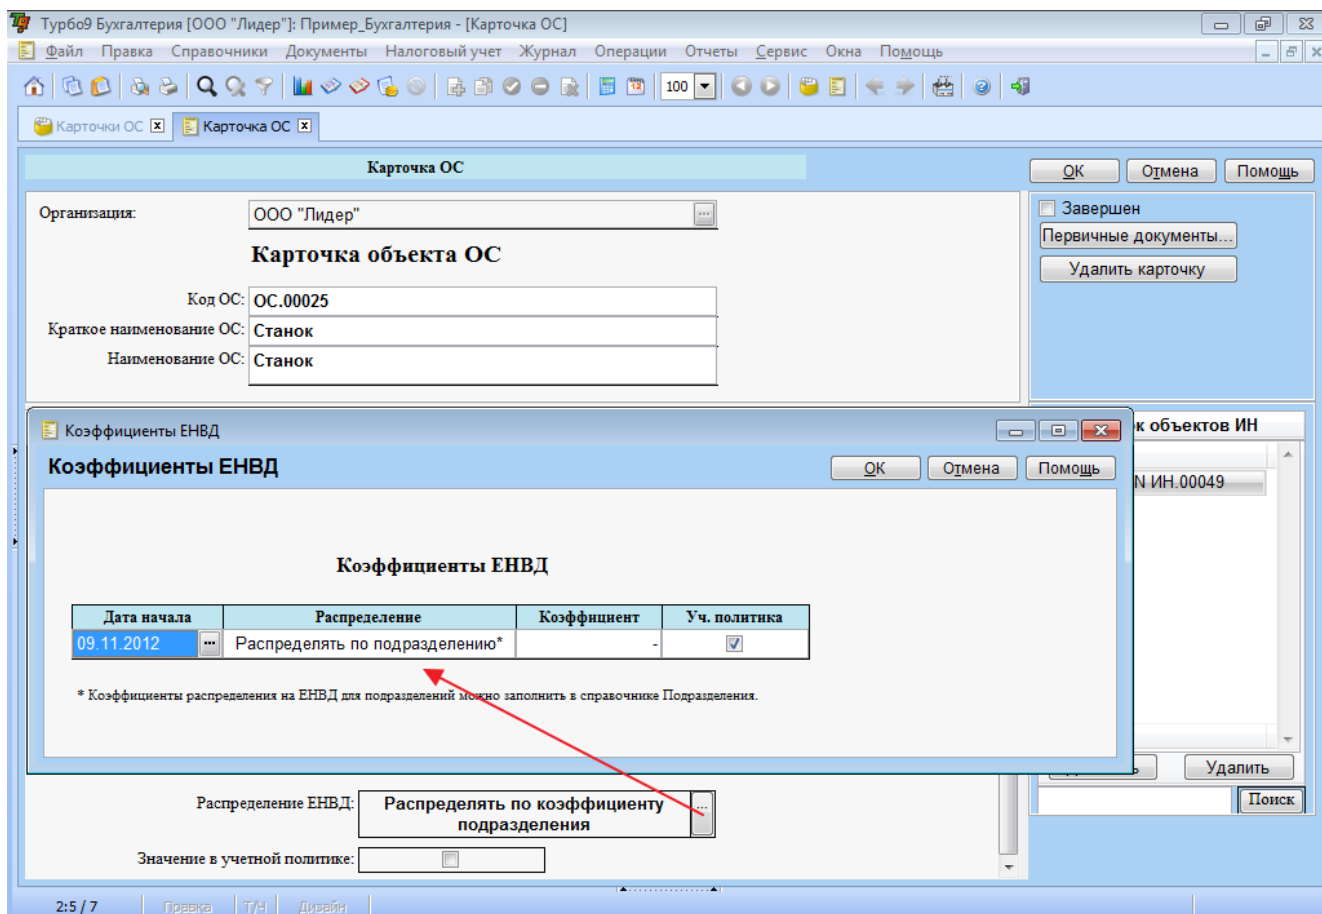 Турбо9 Бухгалтерия [ООО "Лидер"]: Пример_Бухгалтерия - [Карточка ОС]
Файл Правка Справочники Документы Налоговый учет Журнал Операции Отчеты Сервис Окна Помощь
100
Карточки ОС Карточка ОС
Карточка ОС
ОК Отмена Помощь
Организация: ООО "Лидер" ...
Завершен
Первичные документы...
Удалить карточку
Карточка объекта ОС
Код ОС: ОС.00025
Краткое наименование ОС: Станок
Наименование ОС: Станок
Коэффициенты ЕНВД
к объектов ИН
Коэффициенты ЕНВД
ОК Отмена Помощь
N ИН.00049
Коэффициенты ЕНВД
Дата начала Распределение Коэффициент Уч. политика
09.11.2012 ... Распределять по подразделению* -
* Коэффициенты распределения на ЕНВД для подразделений можно заполнить в справочнике Подразделения.
Удалить
Поиск
Распределение ЕНВД: Распределять по коэффициенту ...
подразделения
Значение в учетной политике:
2:5 / 7 Правка Т/Ч Дизайн